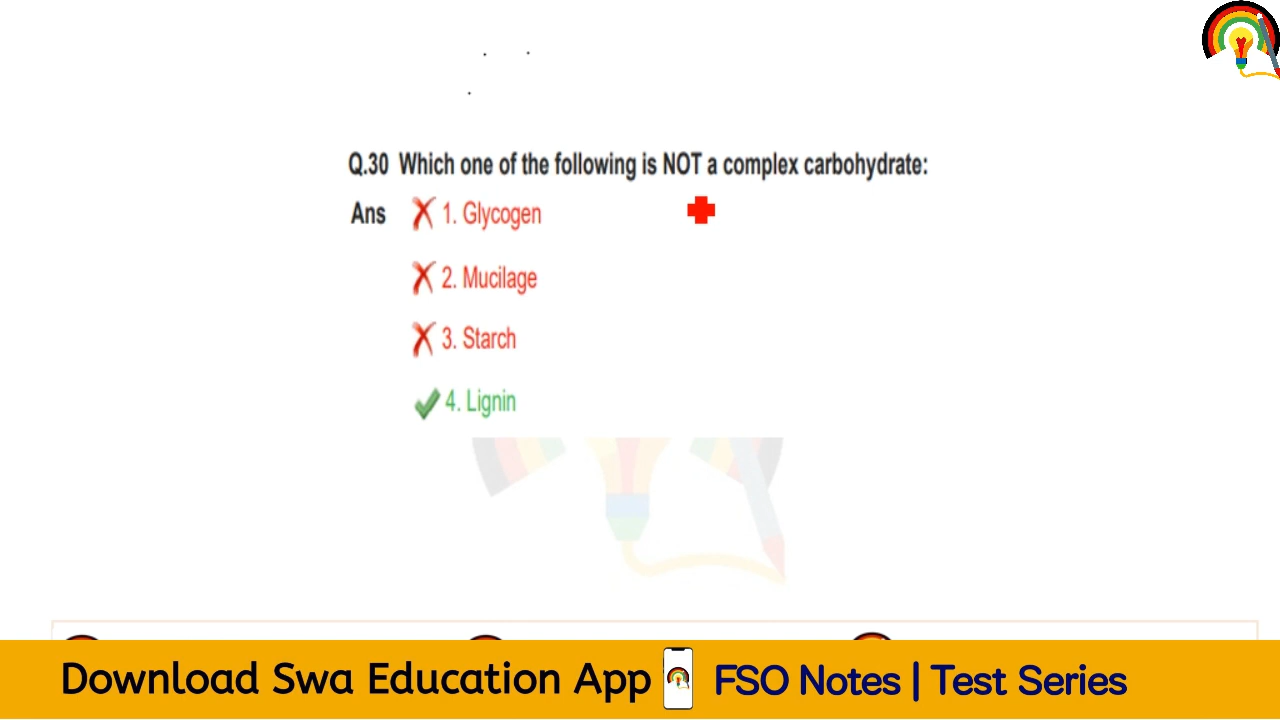 Q.30 Which one of the following is NOT a complex carbohydrate:
Ans 1. Glycogen
2. Mucilage
3. Starch
4. Lignin
Download Swa Education App FSO Notes | Test Series